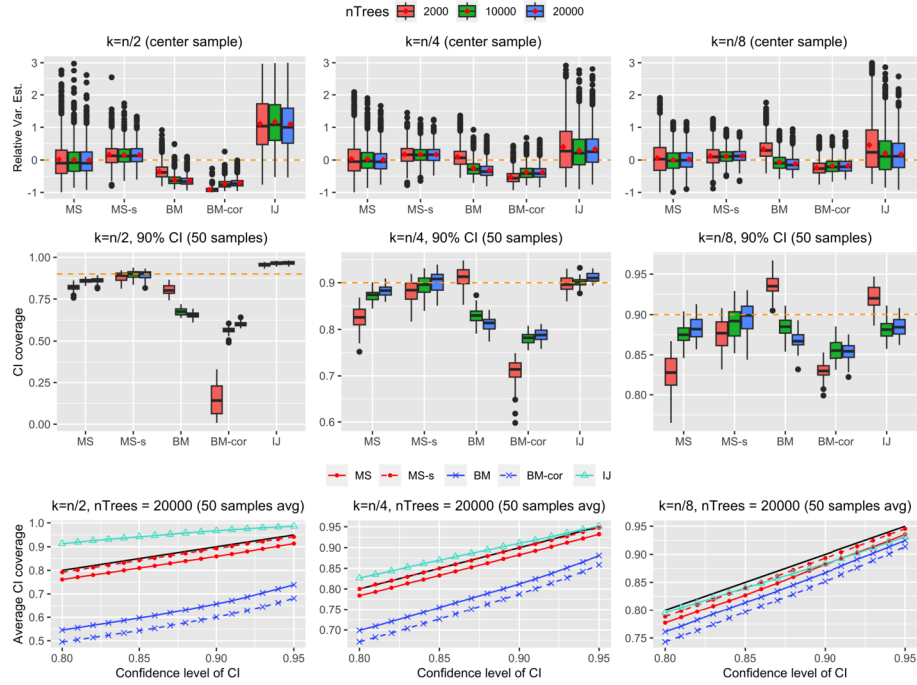 nTrees 2000 10000 20000
k=n/2 (center sample)
k=n/4 (center sample)
k=n/8 (center sample)
Relative Var. Est.
3
2
1
0
-1
MS MS-s BM BM-cor IJ
3
2
1
0
-1
MS MS-s BM BM-cor IJ
3
2
1
0
-1
MS MS-s BM BM-cor IJ
k=n/2, 90% CI (50 samples)
k=n/4, 90% CI (50 samples)
k=n/8, 90% CI (50 samples)
CI coverage
1.00
0.75
0.50
0.25
0.00
MS MS-s BM BM-cor IJ
0.9
0.8
0.7
0.6
MS MS-s BM BM-cor IJ
0.95
0.90
0.85
0.80
MS MS-s BM BM-cor IJ
MS MS-s BM BM-cor IJ
k=n/2, nTrees = 20000 (50 samples avg)
k=n/4, nTrees = 20000 (50 samples avg)
k=n/8, nTrees = 20000 (50 samples avg)
Average CI coverage
1.0
0.9
0.8
0.7
0.6
0.5
0.80 0.85 0.90 0.95
Confidence level of CI
0.95
0.90
0.85
0.80
0.75
0.70
0.80 0.85 0.90 0.95
Confidence level of CI
0.95
0.90
0.85
0.80
0.75
0.80 0.85 0.90 0.95
Confidence level of CI